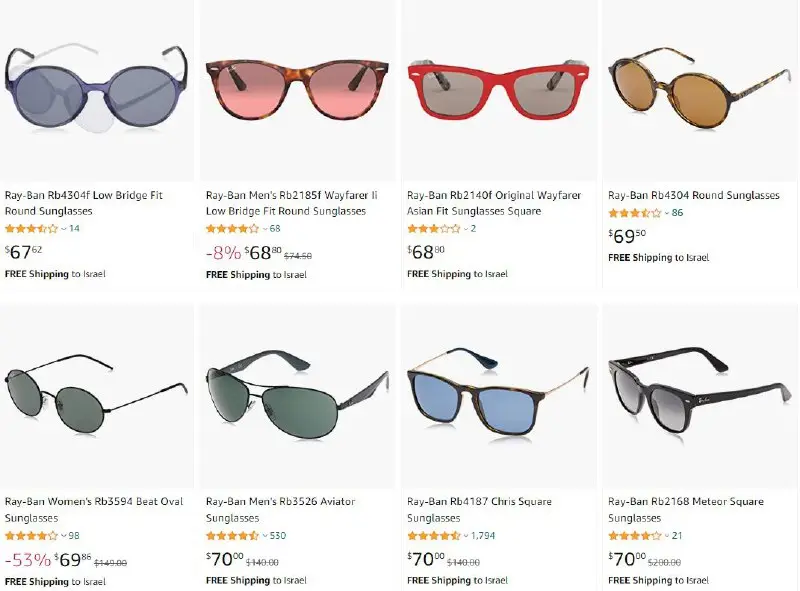 Ray-Ban Rb4304f Low Bridge Fit
Round Sunglasses
14
$67.62
FREE Shipping to Israel
Ray-Ban Men's Rb2185f Wayfarer Ii
Low Bridge Fit Round Sunglasses
68
-8% $68.80 $74.50
FREE Shipping to Israel
Ray-Ban Rb2140f Original Wayfarer
Asian Fit Sunglasses Square
2
$68.80
FREE Shipping to Israel
Ray-Ban Rb4304 Round Sunglasses
86
$69.50
FREE Shipping to Israel
Ray-Ban Women's Rb3594 Beat Oval
Sunglasses
98
-53% $69.86 $149.00
FREE Shipping to Israel
Ray-Ban Men's Rb3526 Aviator
Sunglasses
530
$70.00 $140.00
FREE Shipping to Israel
Ray-Ban Rb4187 Chris Square
Sunglasses
1,794
$70.00 $140.00
FREE Shipping to Israel
Ray-Ban Rb2168 Meteor Square
Sunglasses
21
$70.00 $200.00
FREE Shipping to Israel